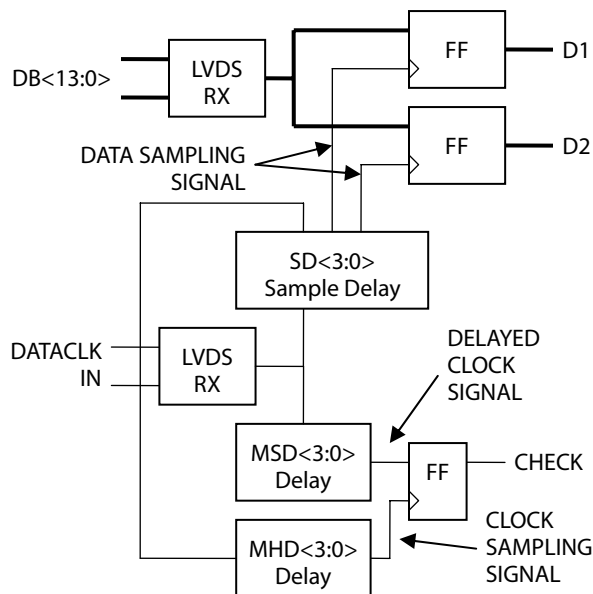 FF
D1
DB<13:0>
LVDS
RX
FF
D2
DATA SAMPLING
SIGNAL
SD<3:0>
Sample Delay
DATACLK
IN
LVDS
RX
DELAYED
CLOCK
SIGNAL
MSD<3:0>
Delay
FF
CHECK
MHD<3:0>
Delay
CLOCK
SAMPLING
SIGNAL